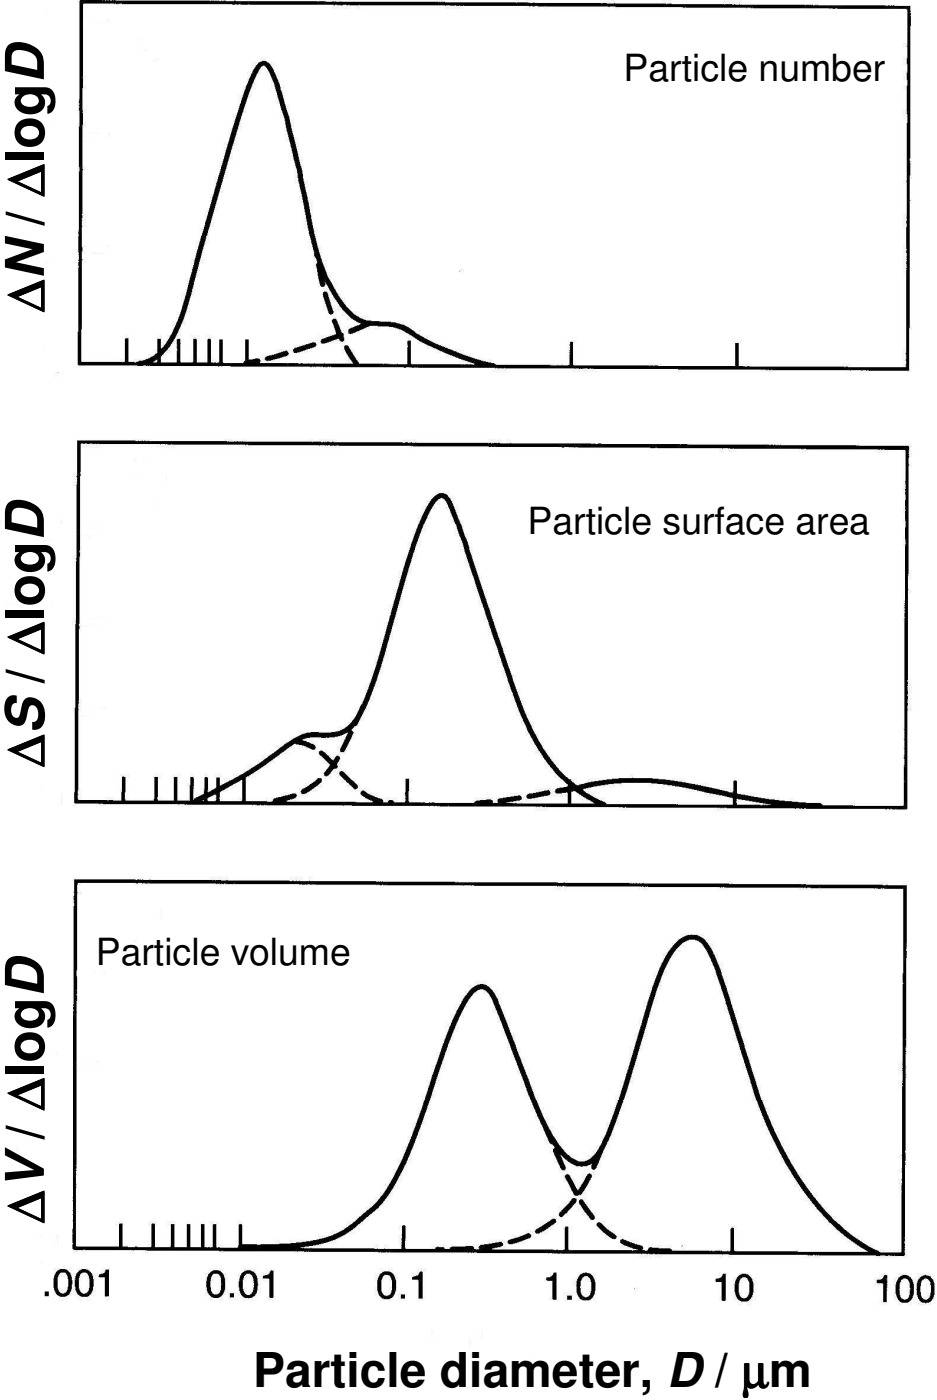 ΔN / ΔlogD
Particle number
ΔS / ΔlogD
Particle surface area
ΔV / ΔlogD
Particle volume
.001 0.01 0.1 1.0 10 100
Particle diameter, D / μm